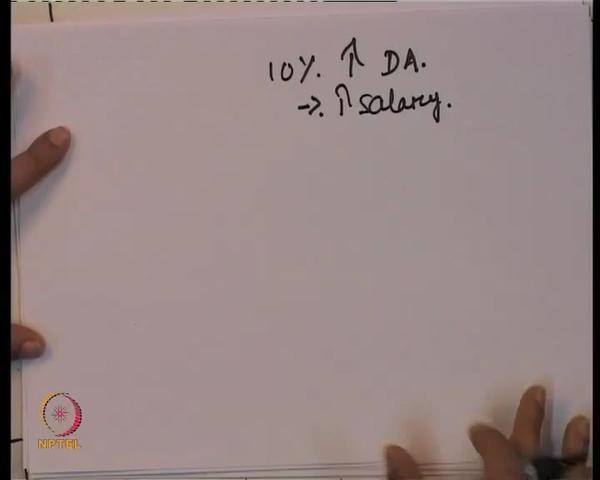 10% ↑ DA.
→ ↑ salary.
NPTEL